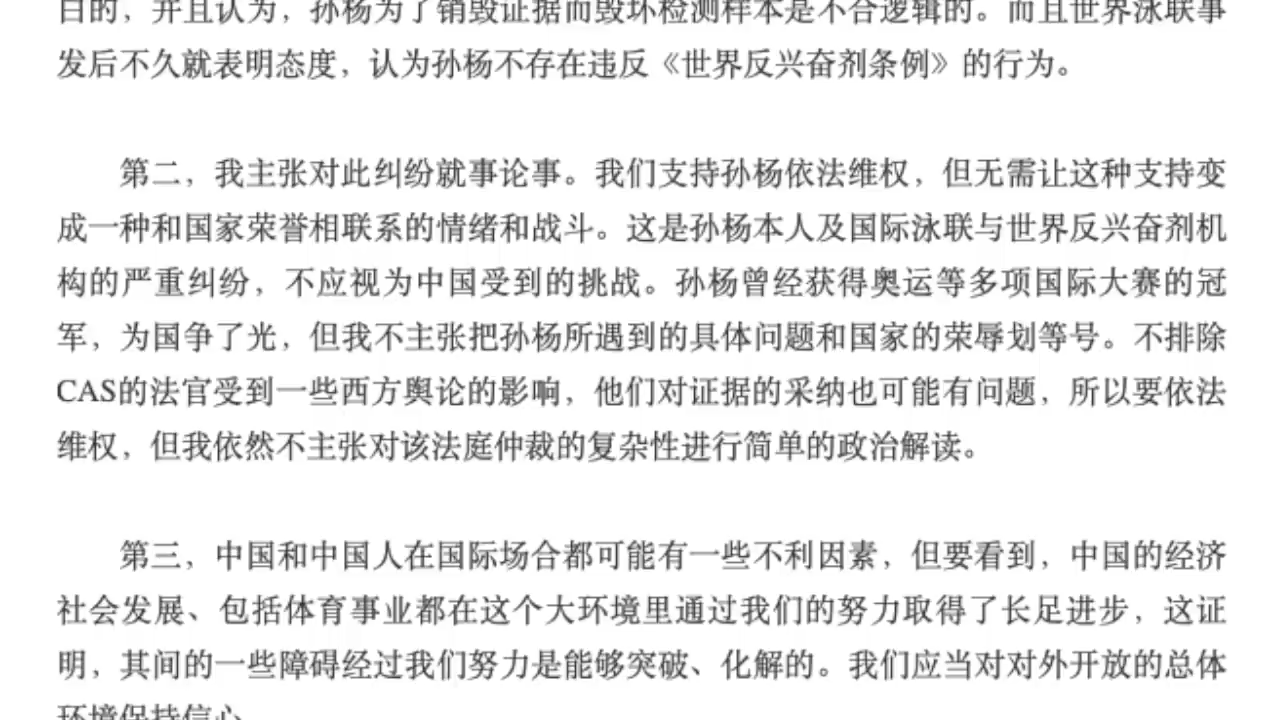 目的，并且认为，孙杨为了销毁证据而毁坏检测样本是不合逻辑的。而且世界泳联事
发后不久就表明态度，认为孙杨不存在违反《世界反兴奋剂条例》的行为。
第二，我主张对此纠纷就事论事。我们支持孙杨依法维权，但无需让这种支持变
成一种和国家荣誉相联系的情绪和战斗。这是孙杨本人及国际泳联与世界反兴奋剂机
构的严重纠纷，不应视为中国受到的挑战。孙杨曾经获得奥运等多项国际大赛的冠
军，为国争了光，但我不主张把孙杨所遇到的具体问题和国家的荣辱划等号。不排除
CAS的法官受到一些西方舆论的影响，他们对证据的采纳也可能有问题，所以要依法
维权，但我依然不主张对该法庭仲裁的复杂性进行简单的政治解读。
第三，中国和中国人在国际场合都可能有一些不利因素，但要看到，中国的经济
社会发展、包括体育事业都在这个大环境里通过我们的努力取得了长足进步，这证
明，其间的一些障碍经过我们努力是能够突破、化解的。我们应当对对外开放的总体
环境保持信心